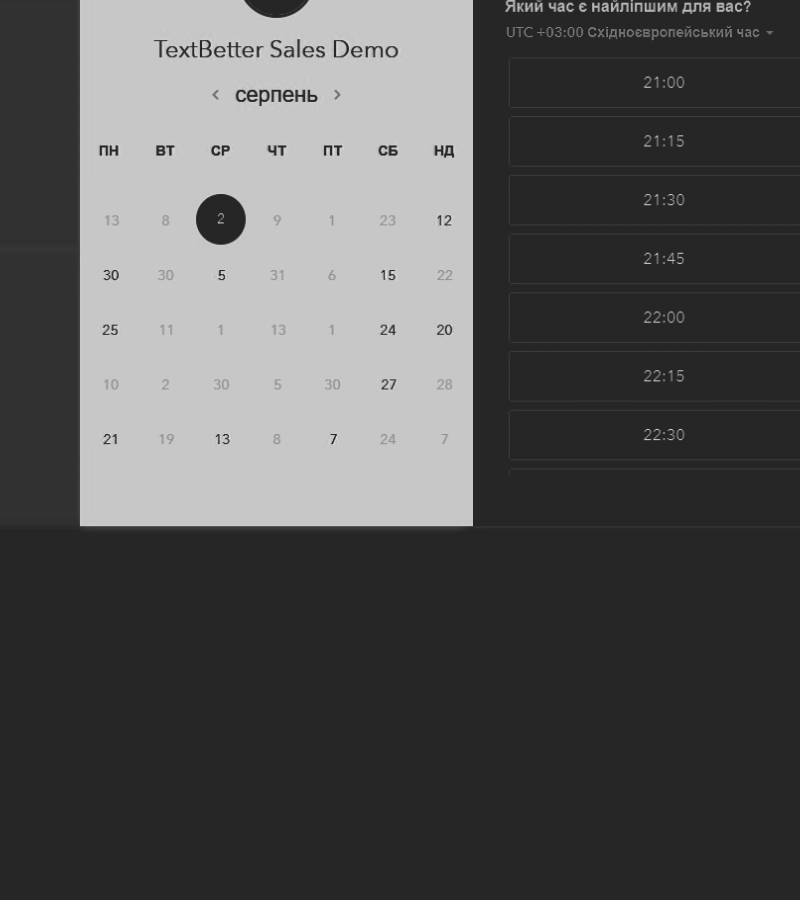 TextBetter Sales Demo
серпень
ПН ВТ СР ЧТ ПТ СБ НД
13 8 2 9 1 23 12
30 30 5 31 6 15 22
25 11 1 13 1 24 20
10 2 30 5 30 27 28
21 19 13 8 7 24 7
Який час є найліпшим для вас?
UTC +03:00 Східноєвропейський час
21:00
21:15
21:30
21:45
22:00
22:15
22:30